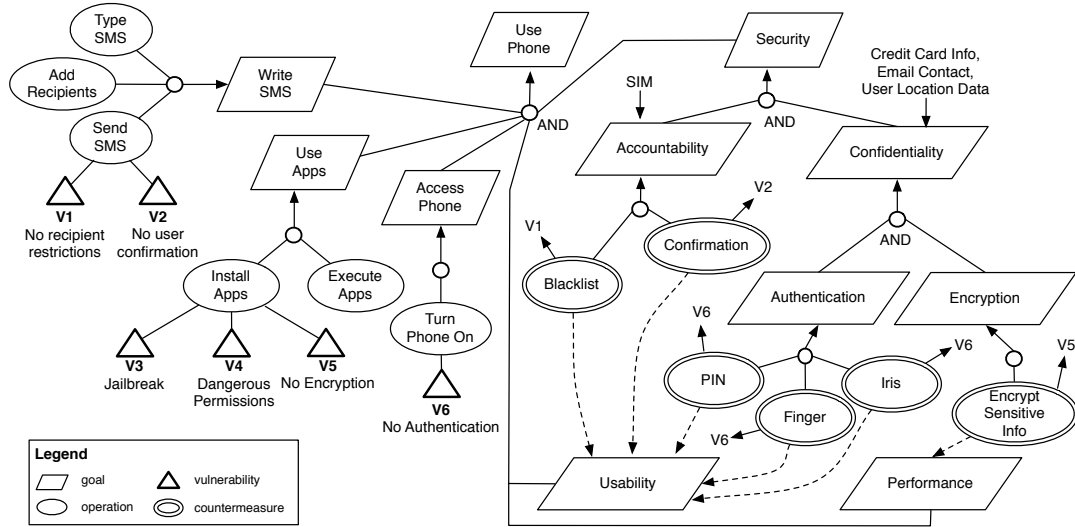 Type
SMS
Add
Recipients
Send
SMS
Write
SMS
V1
No recipient
restrictions
V2
No user
confirmation
Use
Phone
AND
Use
Apps
Access
Phone
Install
Apps
Execute
Apps
Turn
Phone On
V3
Jailbreak
V4
Dangerous
Permissions
V5
No Encryption
V6
No Authentication
Security
AND
SIM
Credit Card Info,
Email Contact,
User Location Data
Accountability
Confidentiality
V1
V2
Blacklist
Confirmation
AND
Authentication
Encryption
V6
V6
V5
PIN
Finger
Iris
V6
Encrypt
Sensitive
Info
Usability
Performance
Legend
goal
vulnerability
operation
countermeasure